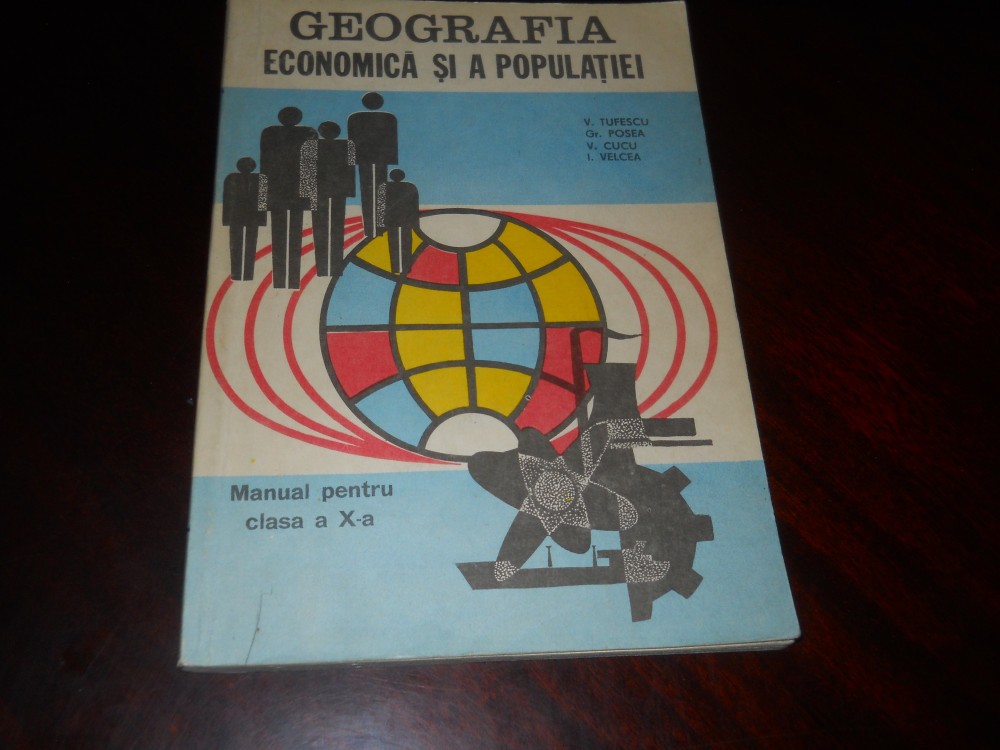 GEOGRAFIA
ECONOMICĂ ȘI A POPULAȚIEI
V. TUFESCU
Gr. POSEA
V. CUCU
I. VELCEA
Manual pentru
clasa a X-a